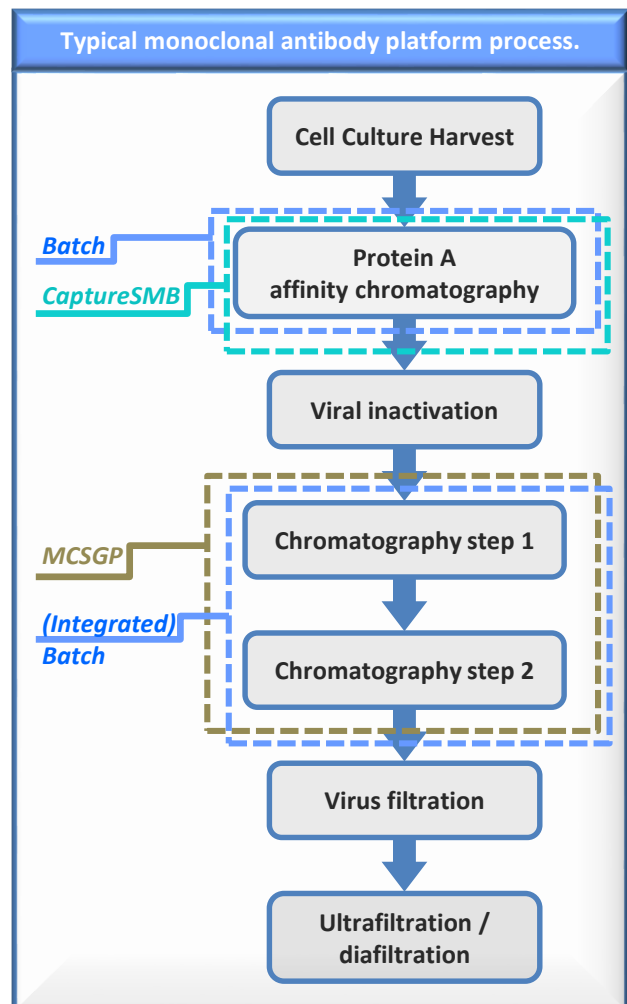 Typical monoclonal antibody platform process.
Cell Culture Harvest
Batch
CaptureSMB
Protein A
affinity chromatography
Viral inactivation
MCSGP
(Integrated)
Batch
Chromatography step 1
Chromatography step 2
Virus filtration
Ultrafiltration /
diafiltration